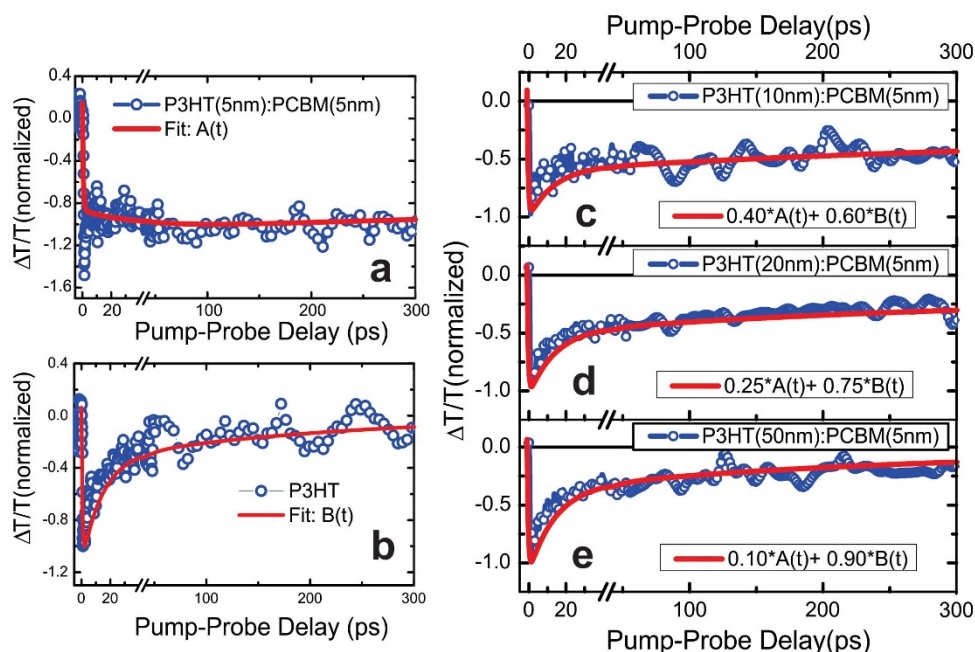 0.4
0.0
-0.4
-0.8
-1.2
-1.6
ΔT/T(normalized)
P3HT(5nm):PCBM(5nm)
Fit: A(t)
a
0 20 100 200 300
Pump-Probe Delay (ps)
0.4
0.0
-0.4
-0.8
-1.2
ΔT/T(normalized)
P3HT
Fit: B(t)
b
0 20 100 200 300
Pump-Probe Delay (ps)
Pump-Probe Delay(ps)
0 20 100 200 300
0.0
-0.5
-1.0
P3HT(10nm):PCBM(5nm)
c
0.40*A(t)+ 0.60*B(t)
ΔT/T(normalized)
0.0
-0.5
-1.0
P3HT(20nm):PCBM(5nm)
d
0.25*A(t)+ 0.75*B(t)
0.0
-0.5
-1.0
P3HT(50nm):PCBM(5nm)
e
0.10*A(t)+ 0.90*B(t)
0 20 100 200 300
Pump-Probe Delay(ps)